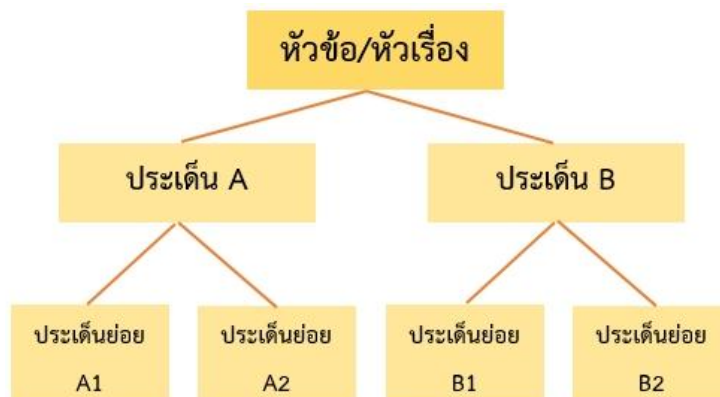 หัวข้อ/หัวเรื่อง
ประเด็น A
ประเด็น B
ประเด็นย่อย
A1
ประเด็นย่อย
A2
ประเด็นย่อย
B1
ประเด็นย่อย
B2